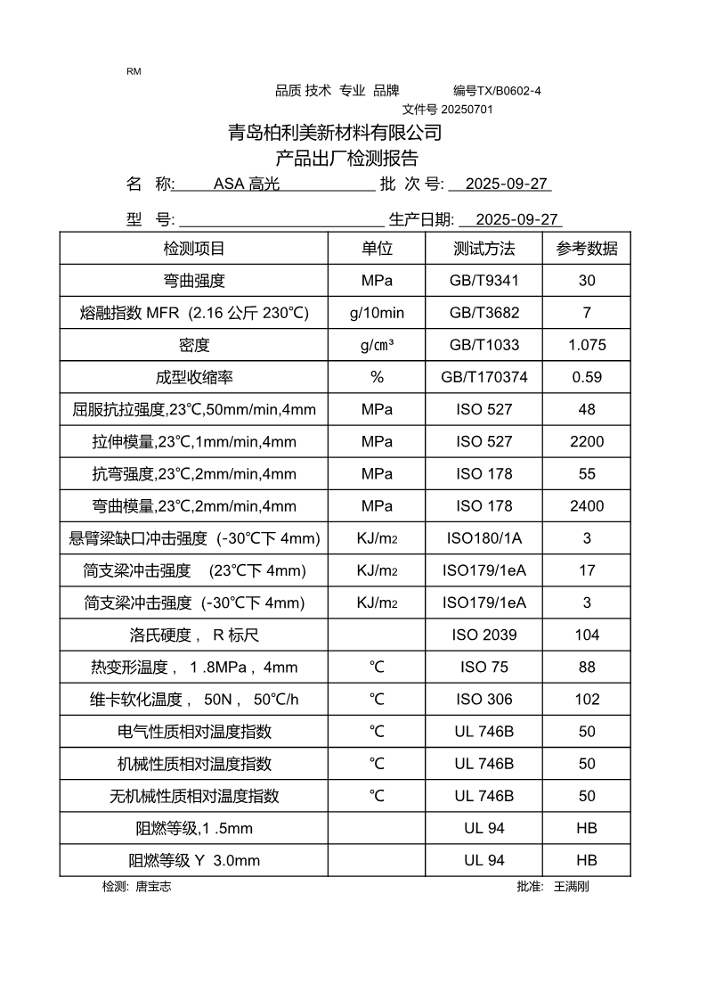 RM
品质 技术 专业 品牌 编号TX/B0602-4
文件号 20250701
青岛柏利美新材料有限公司
产品出厂检测报告
名 称: ASA 高光 批 次 号: 2025-09-27
型 号: 生产日期: 2025-09-27
检测项目 单位 测试方法 参考数据
弯曲强度 MPa GB/T9341 30
熔融指数 MFR (2.16 公斤 230℃) g/10min GB/T3682 7
密度 g/㎝³ GB/T1033 1.075
成型收缩率 % GB/T170374 0.59
屈服抗拉强度,23℃,50mm/min,4mm MPa ISO 527 48
拉伸模量,23℃,1mm/min,4mm MPa ISO 527 2200
抗弯强度,23℃,2mm/min,4mm MPa ISO 178 55
弯曲模量,23℃,2mm/min,4mm MPa ISO 178 2400
悬臂梁缺口冲击强度 (-30℃下 4mm) KJ/m2 ISO180/1A 3
简支梁冲击强度 (23℃下 4mm) KJ/m2 ISO179/1eA 17
简支梁冲击强度 (-30℃下 4mm) KJ/m2 ISO179/1eA 3
洛氏硬度， R 标尺 ISO 2039 104
热变形温度， 1 .8MPa，4mm ℃ ISO 75 88
维卡软化温度， 50N， 50℃/h ℃ ISO 306 102
电气性质相对温度指数 ℃ UL 746B 50
机械性质相对温度指数 ℃ UL 746B 50
无机械性质相对温度指数 ℃ UL 746B 50
阻燃等级,1 .5mm UL 94 HB
阻燃等级 Y 3.0mm UL 94 HB
检测: 唐宝志 批准: 王满刚